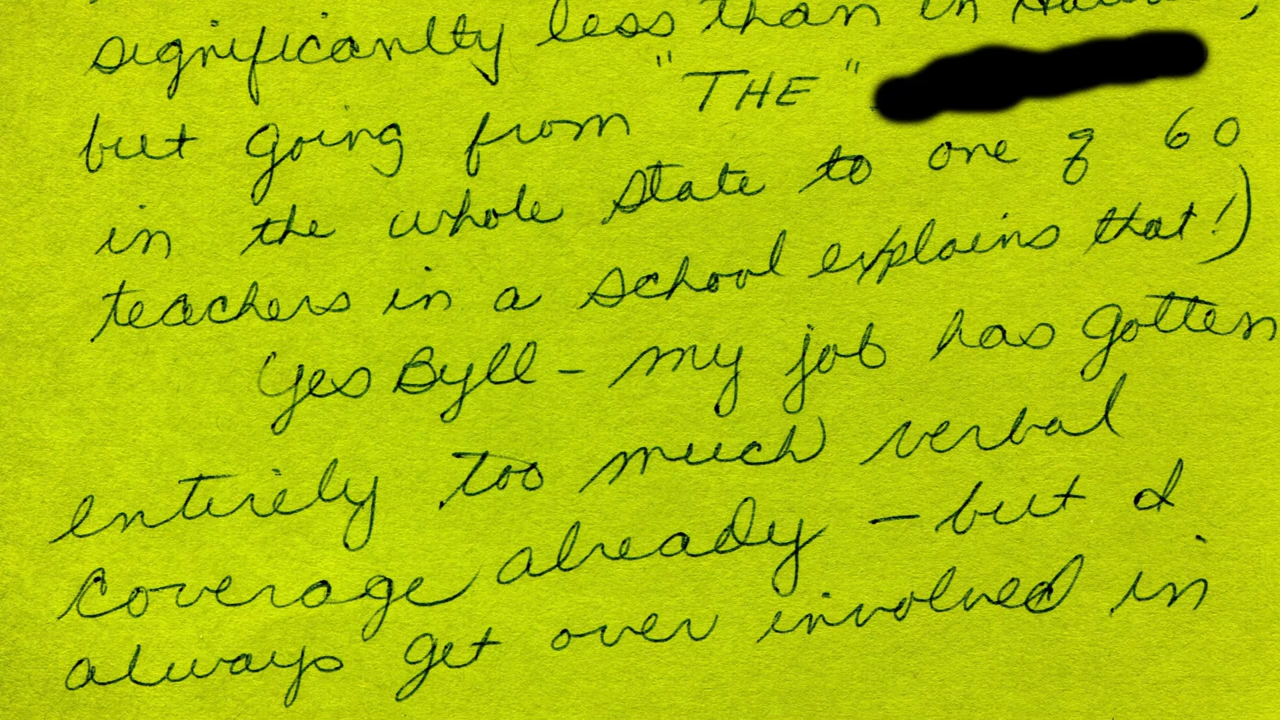 significantly less than in
but going from "THE"
in the whole State to one of 60
teachers in a school explains that!)
Yes Byll - my job has gotten
entirely too much verbal
coverage already - but I
always get over involved in